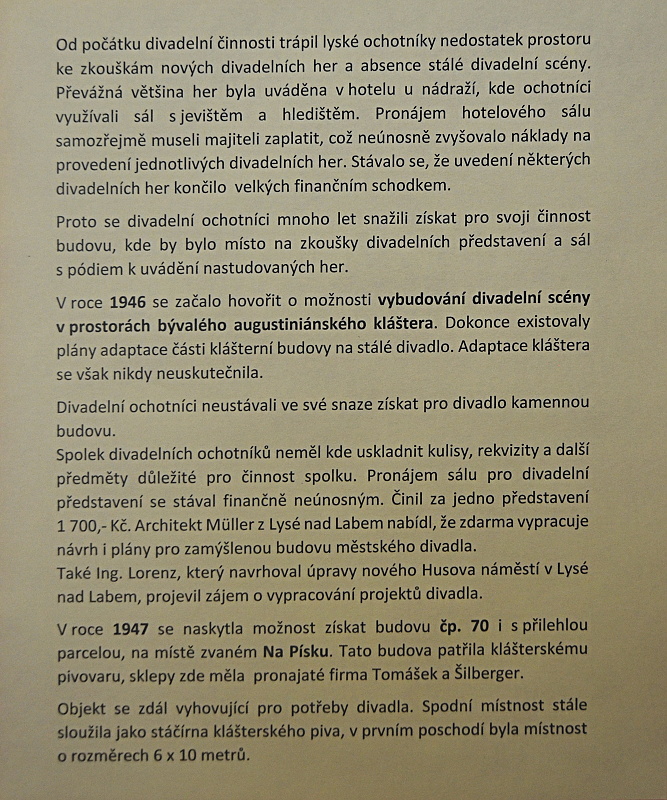 Od počátku divadelní činnosti trápil lyské ochotníky nedostatek prostoru
ke zkouškám nových divadelních her a absence stálé divadelní scény.
Převážná většina her byla uváděna v hotelu u nádraží, kde ochotníci
využívali sál s jevištěm a hledištěm. Pronájem hotelového sálu
samozřejmě museli majiteli zaplatit, což neúnosně zvyšovalo náklady na
provedení jednotlivých divadelních her. Stávalo se, že uvedení některých
divadelních her končilo velkých finančním schodkem.
Proto se divadelní ochotníci mnoho let snažili získat pro svoji činnost
budovu, kde by bylo místo na zkoušky divadelních představení a sál
s pódiem k uvádění nastudovaných her.
V roce 1946 se začalo hovořit o možnosti vybudování divadelní scény
v prostorách bývalého augustiniánského kláštera. Dokonce existovaly
plány adaptace části klášterní budovy na stálé divadlo. Adaptace kláštera
se však nikdy neuskutečnila.
Divadelní ochotníci neustávali ve své snaze získat pro divadlo kamennou
budovu.
Spolek divadelních ochotníků neměl kde uskladnit kulisy, rekvizity a další
předměty důležité pro činnost spolku. Pronájem sálu pro divadelní
představení se stával finančně neúnosným. Činil za jedno představení
1 700,- Kč. Architekt Müller z Lysé nad Labem nabídl, že zdarma vypracuje
návrh i plány pro zamýšlenou budovu městského divadla.
Také Ing. Lorenz, který navrhoval úpravy nového Husova náměstí v Lysé
nad Labem, projevil zájem o vypracování projektů divadla.
V roce 1947 se naskytla možnost získat budovu čp. 70 i s přilehlou
parcelou, na místě zvaném Na Písku. Tato budova patřila klášterskému
pivovaru, sklepy zde měla pronajaté firma Tomášek a Šilberger.
Objekt se zdál vyhovující pro potřeby divadla. Spodní místnost stále
sloužila jako stáčírna klášterského piva, v prvním poschodí byla místnost
o rozměrech 6 x 10 metrů.